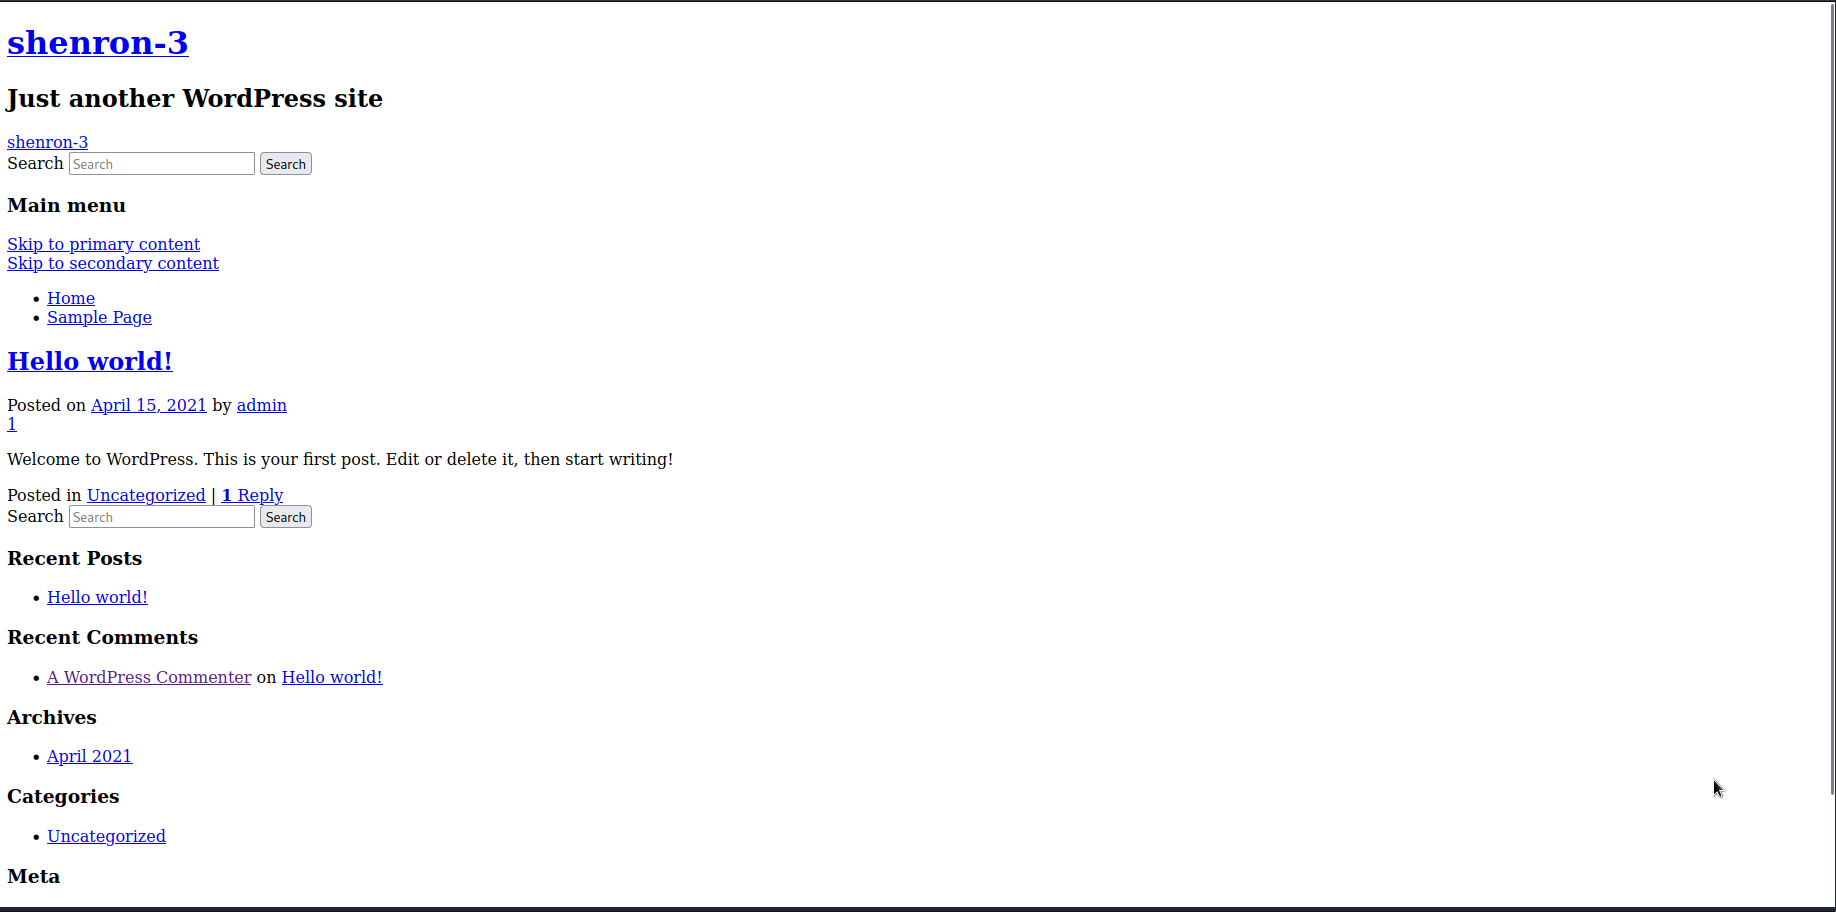 shenron-3
Just another WordPress site
shenron-3
Search Search Search
Main menu
Skip to primary content
Skip to secondary content
Home
Sample Page
Hello world!
Posted on April 15, 2021 by admin
1
Welcome to WordPress. This is your first post. Edit or delete it, then start writing!
Posted in Uncategorized | 1 Reply
Search Search Search
Recent Posts
Hello world!
Recent Comments
A WordPress Commenter on Hello world!
Archives
April 2021
Categories
Uncategorized
Meta